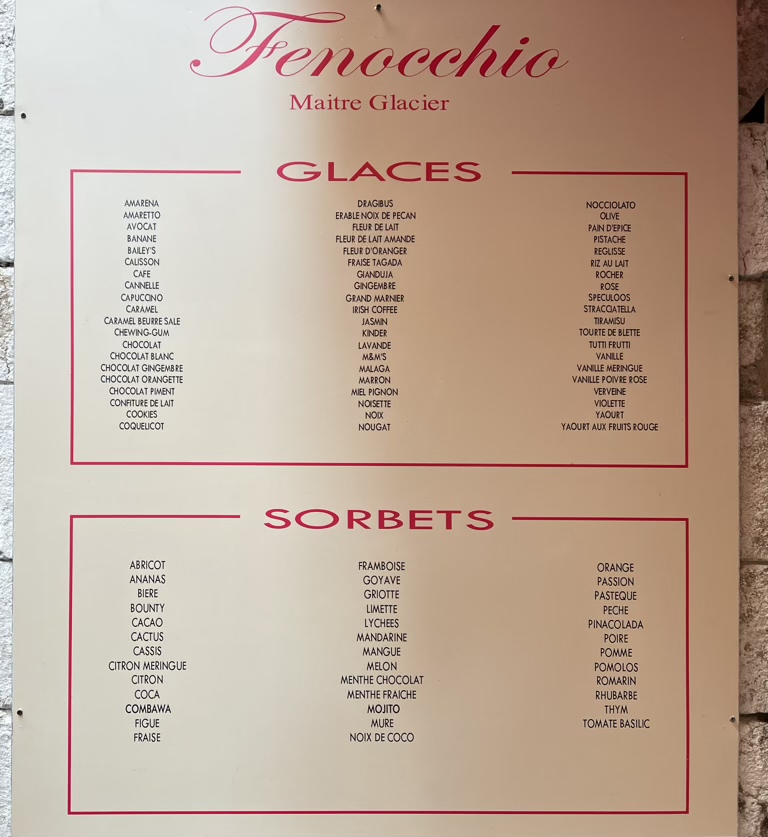 Fenocchio
Maitre Glacier
GLACES
AMARENA
AMARETTO
AVOCAT
BANANE
BAILEY'S
CALISSON
CAFE
CANNELLE
CAPUCCINO
CARAMEL
CARAMEL BEURRE SALE
CHEWING-GUM
CHOCOLAT
CHOCOLAT BLANC
CHOCOLAT GINGEMBRE
CHOCOLAT ORANGETTE
CHOCOLAT PIMENT
CONFITURE DE LAIT
COOKIES
COQUELICOT
DRAGIBUS
ERABLE NOIX DE PECAN
FLEUR DE LAIT
FLEUR DE LAIT AMANDE
FLEUR D'ORANGER
FRAISE TAGADA
GIANDUJA
GINGEMBRE
GRAND MARNIER
IRISH COFFEE
JASMIN
KINDER
LAVANDE
M&M'S
MALAGA
MARRON
MIEL PIGNON
NOISETTE
NOIX
NOUGAT
NOCCIOLATO
OLIVE
PAIN D'EPICE
PISTACHE
REGLISSE
RIZ AU LAIT
ROCHER
ROSE
SPECULOOS
STRACCIATELLA
TIRAMISU
TOURTE DE BLETTE
TUTTI FRUTTI
VANILLE
VANILLE MERINGUE
VANILLE POIVRE ROSE
VERVEINE
VIOLETTE
YAOURT
YAOURT AUX FRUITS ROUGE
SORBETS
ABRICOT
ANANAS
BIERE
BOUNTY
CACAO
CACTUS
CASSIS
CITRON MERINGUE
CITRON
COCA
COMBAWA
FIGUE
FRAISE
FRAMBOISE
GOYAVE
GRIOTTE
LIMETTE
LYCHEES
MANDARINE
MANGUE
MELON
MENTHE CHOCOLAT
MENTHE FRAICHE
MOJITO
MURE
NOIX DE COCO
ORANGE
PASSION
PASTEQUE
PECHE
PINACOLADA
POIRE
POMME
POMOLOS
ROMARIN
RHUBARBE
THYM
TOMATE BASILIC